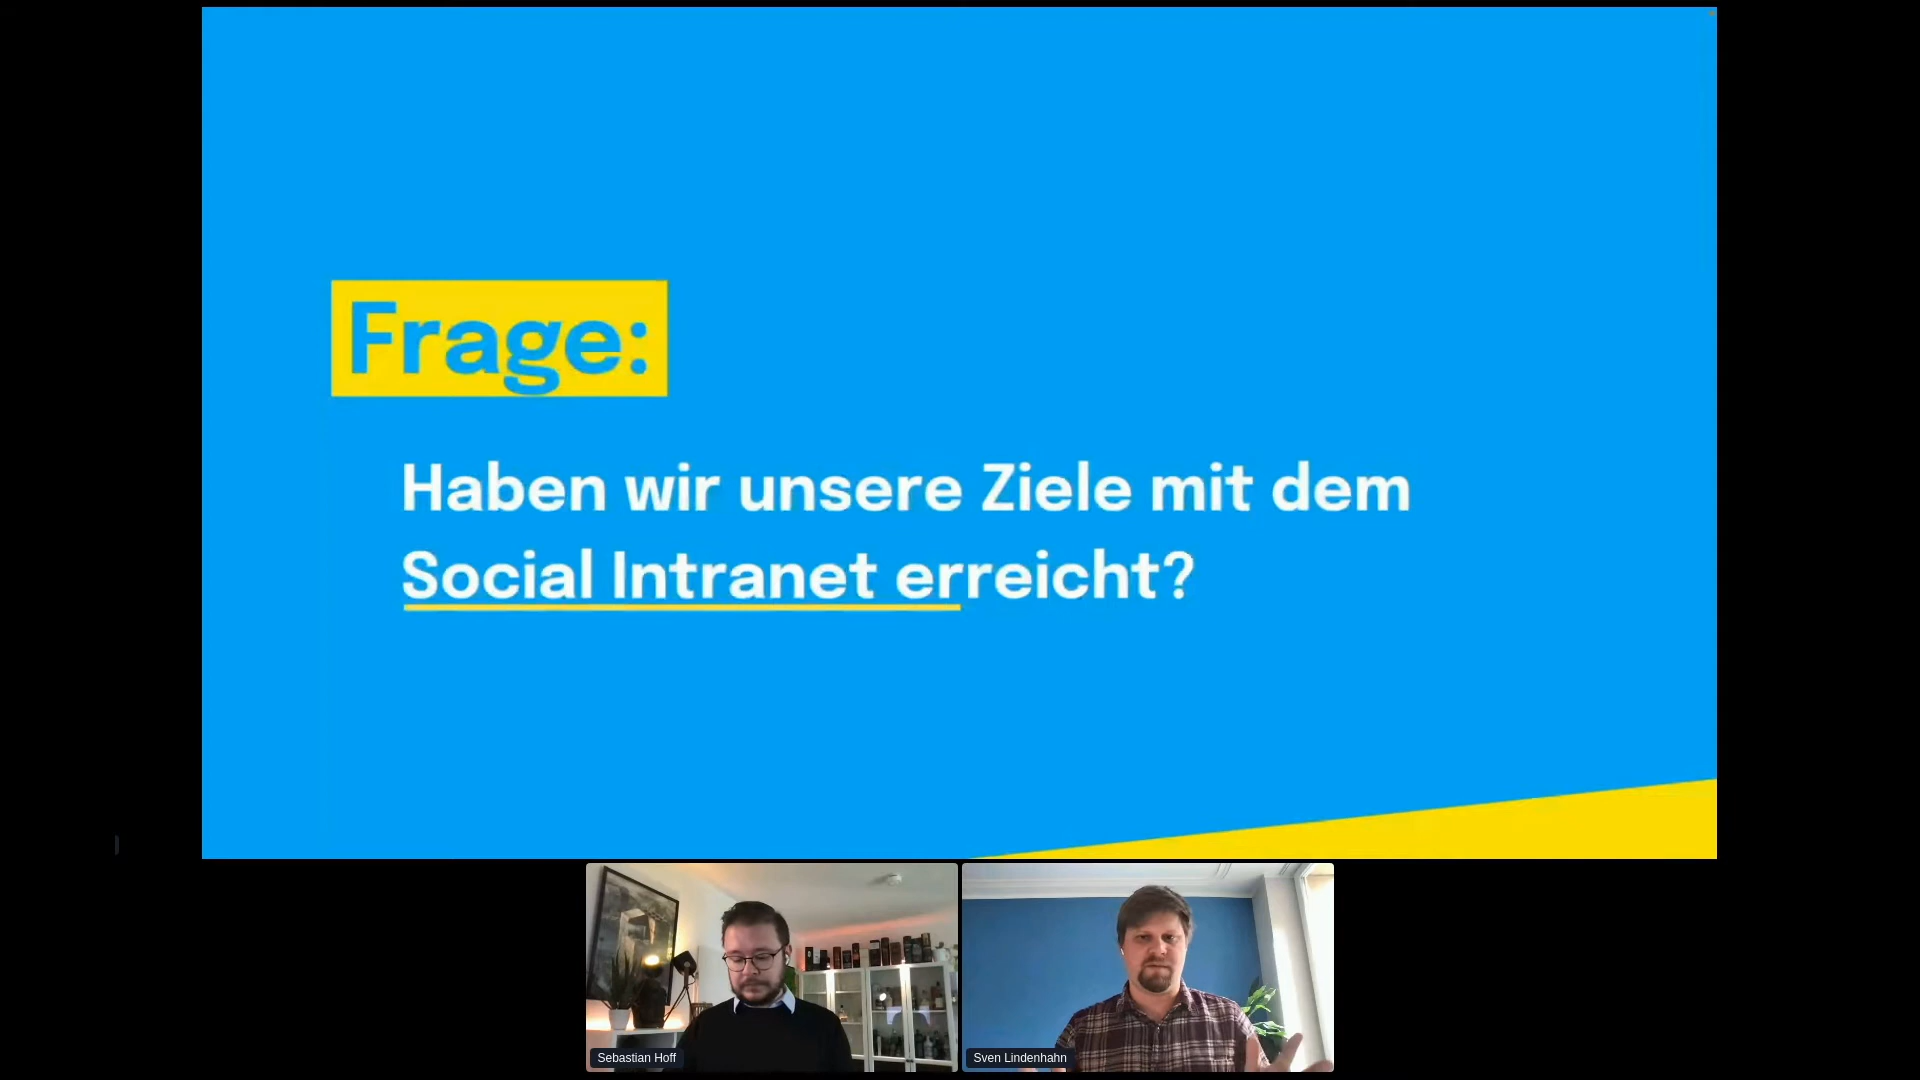 Frage:
Haben wir unsere Ziele mit dem
Social Intranet erreicht?
Sebastian Hoff
Sven Lindenhahn